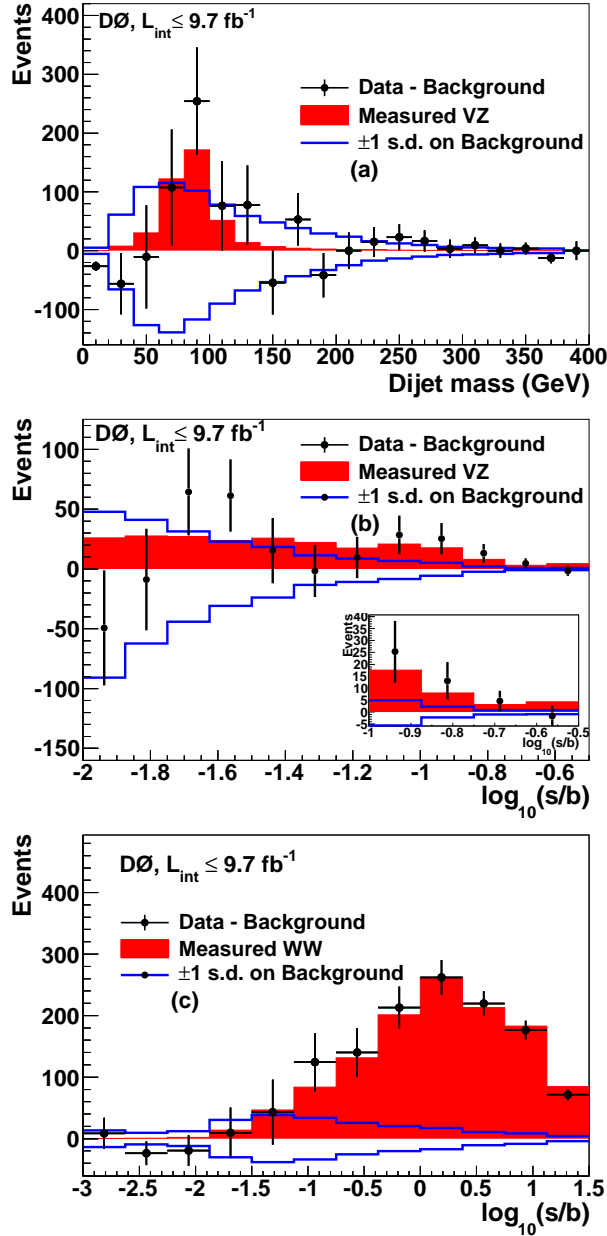 DØ, L_int ≤ 9.7 fb^-1
Data - Background
Measured VZ
±1 s.d. on Background
(a)
Events
400
300
200
100
0
-100
0 50 100 150 200 250 300 350 400
Dijet mass (GeV)
DØ, L_int ≤ 9.7 fb^-1
Data - Background
Measured VZ
±1 s.d. on Background
(b)
Events
100
50
0
-50
-100
-150
Events
40
35
30
25
20
15
10
5
0
-5
-1 -0.9 -0.8 -0.7 -0.6 -0.5
log_10(s/b)
-2 -1.8 -1.6 -1.4 -1.2 -1 -0.8 -0.6
log_10(s/b)
DØ, L_int ≤ 9.7 fb^-1
Data - Background
Measured WW
±1 s.d. on Background
(c)
Events
400
300
200
100
0
-3 -2.5 -2 -1.5 -1 -0.5 0 0.5 1 1.5
log_10(s/b)